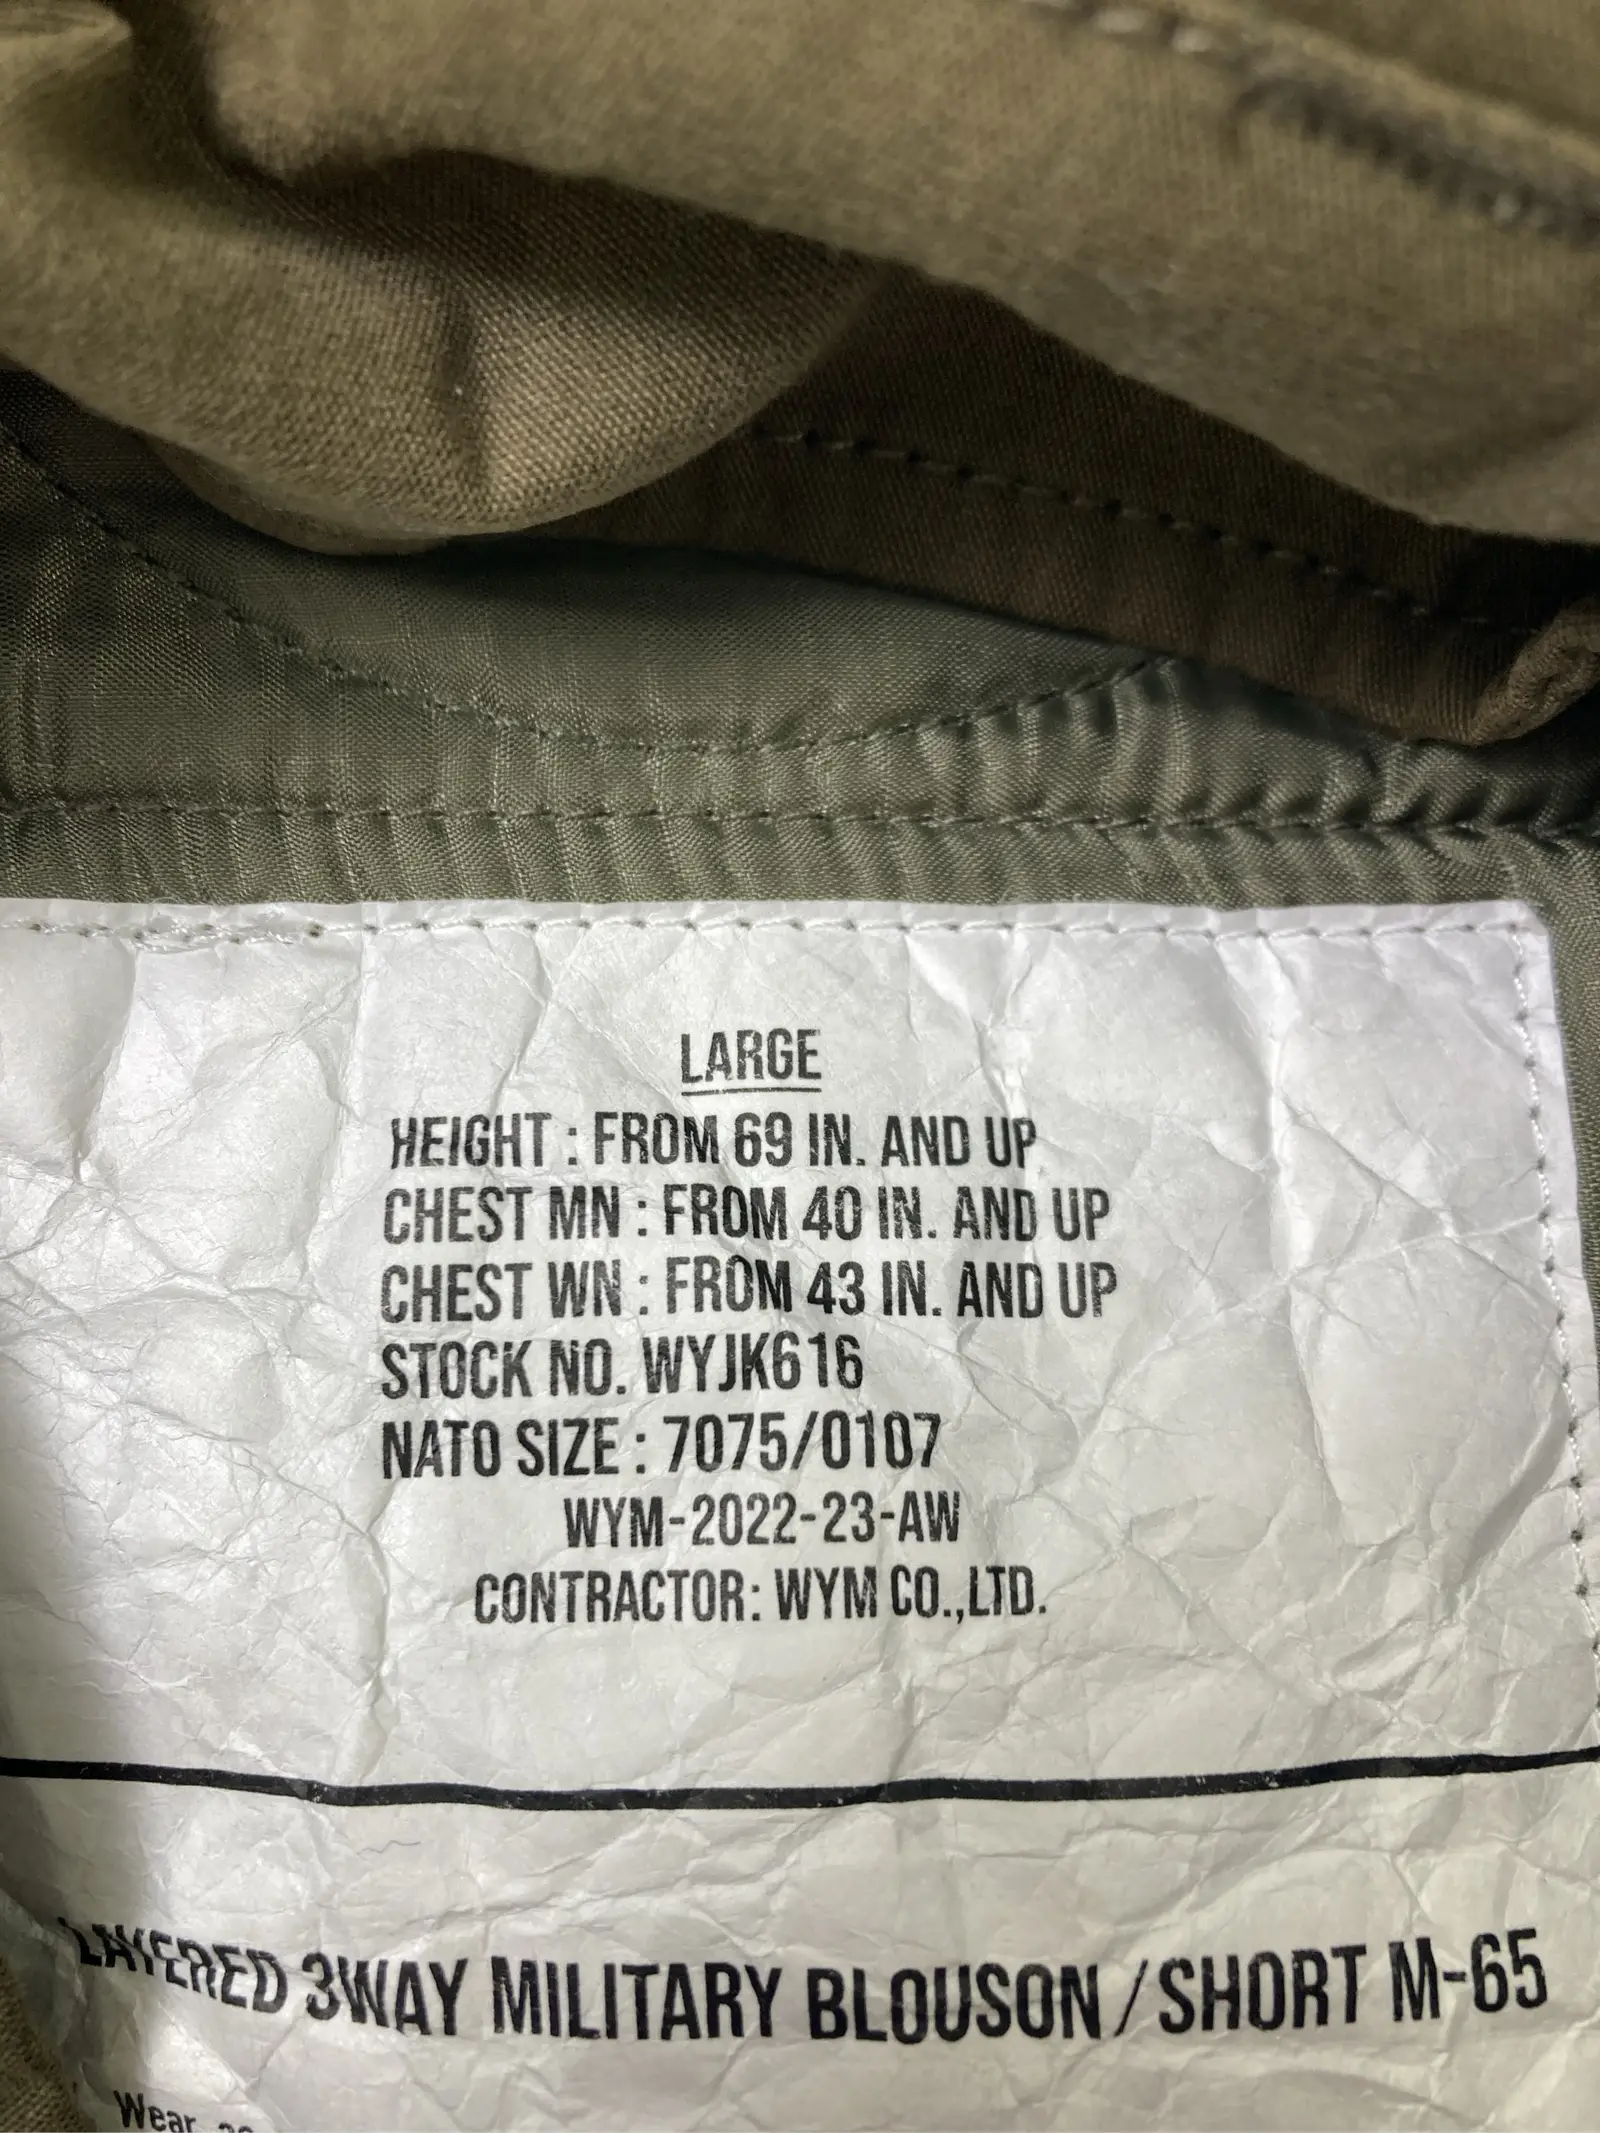 LARGE
HEIGHT : FROM 69 IN. AND UP
CHEST MN : FROM 40 IN. AND UP
CHEST WN : FROM 43 IN. AND UP
STOCK NO. WYJK616
NATO SIZE : 7075/0107
WYM-2022-23-AW
CONTRACTOR: WYM CO.,LTD.
LAYERED 3WAY MILITARY BLOUSON /SHORT M-65
Wear